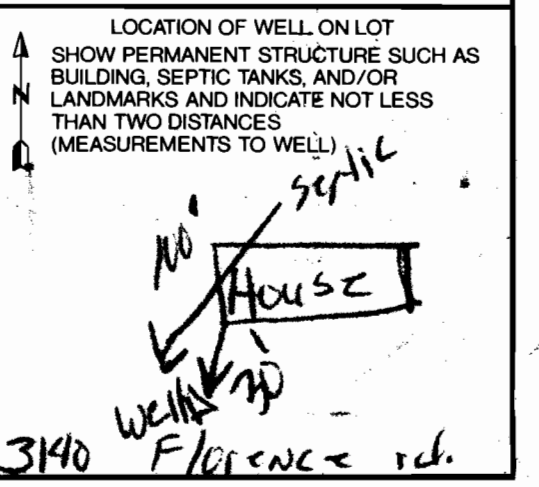 LOCATION OF WELL ON LOT
SHOW PERMANENT STRUCTURE SUCH AS
BUILDING, SEPTIC TANKS, AND/OR
N LANDMARKS AND INDICATE NOT LESS
THAN TWO DISTANCES
(MEASUREMENTS TO WELL)
septic
House
well
3140 Florence rd.